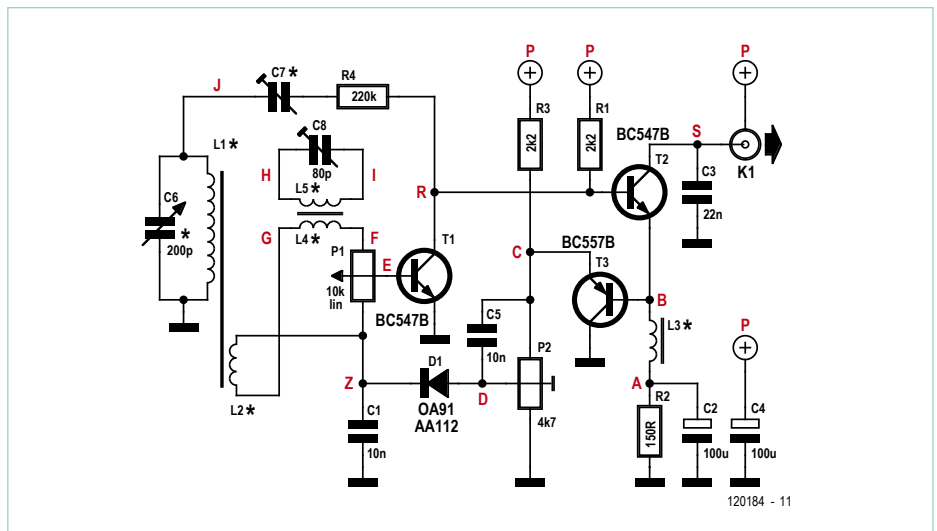 P
P
P
J
C7 *
R4
220k
R3
2k2
R1
2k2
BC547B
T2
S
K1
C3
22n
L1 *
C8
80p
H
I
L5 *
C6
*
200p
G
L4 *
F
P1
10k
lin
E
T1
BC547B
R
C
BC557B
T3
B
L3 *
P
C5
10n
P2
4k7
Z
D1
OA91
AA112
D
A
R2
150R
C2
100u
C4
100u
L2 *
C1
10n
120184 - 11